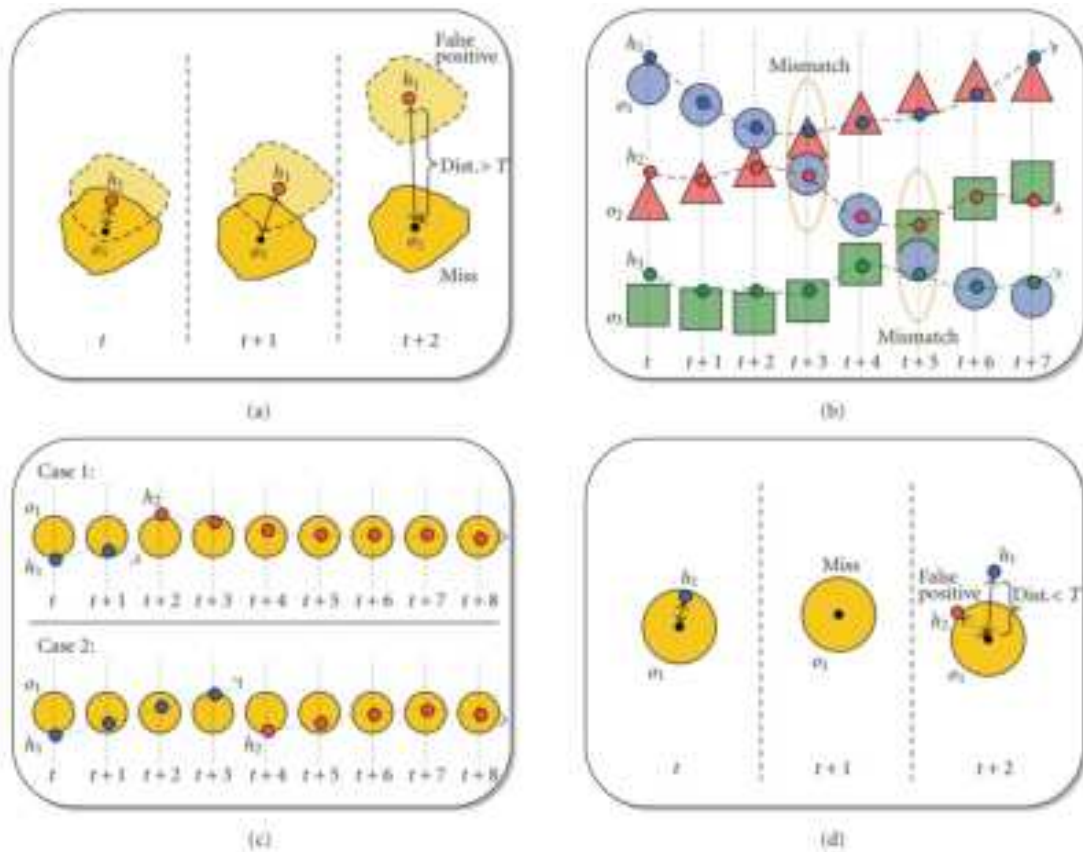 False
positive
h₁
h₁
h₁
Dist. > T
o₁
o₁
o₁
Miss
t
t + 1
t + 2
(a)
h₁
Mismatch
o₁
h₂
o₂
h₃
o₃
Mismatch
t
t + 1
t + 2
t + 3
t + 4
t + 5
t + 6
t + 7
(b)
Case 1:
o₁
h₂
h₁
t
t + 1
t + 2
t + 3
t + 4
t + 5
t + 6
t + 7
t + 8
Case 2:
o₁
h₁
h₂
t
t + 1
t + 2
t + 3
t + 4
t + 5
t + 6
t + 7
t + 8
(c)
h₁
o₁
t
Miss
o₁
t + 1
h₁
False
positive
Dist. < T
h₂
o₁
t + 2
(d)